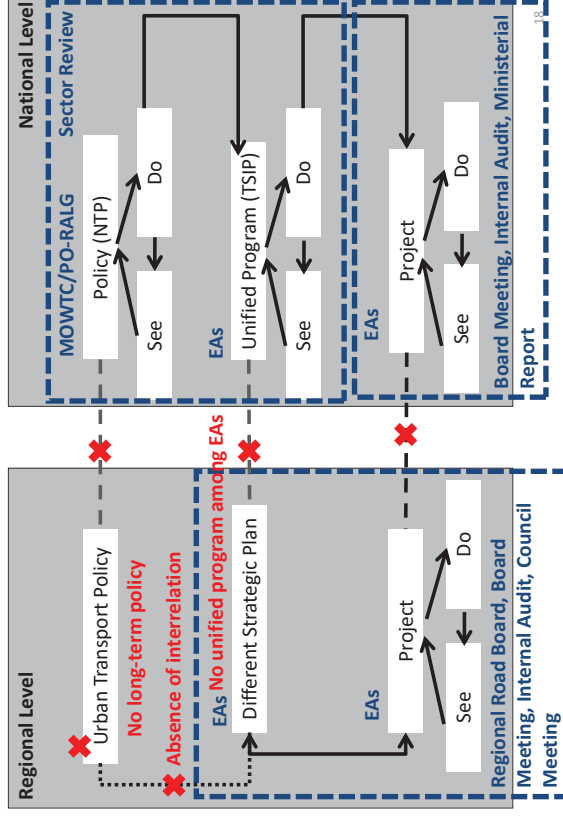 Regional Level
Urban Transport Policy
No long-term policy
Absence of interrelation
No unified program among EAs
EAs
Different Strategic Plan
EAs
Project
See
Do
Regional Road Board, Board
Meeting, Internal Audit, Council
Meeting
National Level
MOWTC/PO-RALG
Sector Review
Policy (NTP)
See
Do
EAs
Unified Program (TSIP)
See
Do
EAs
Project
See
Do
Board Meeting, Internal Audit, Ministerial
Report
18